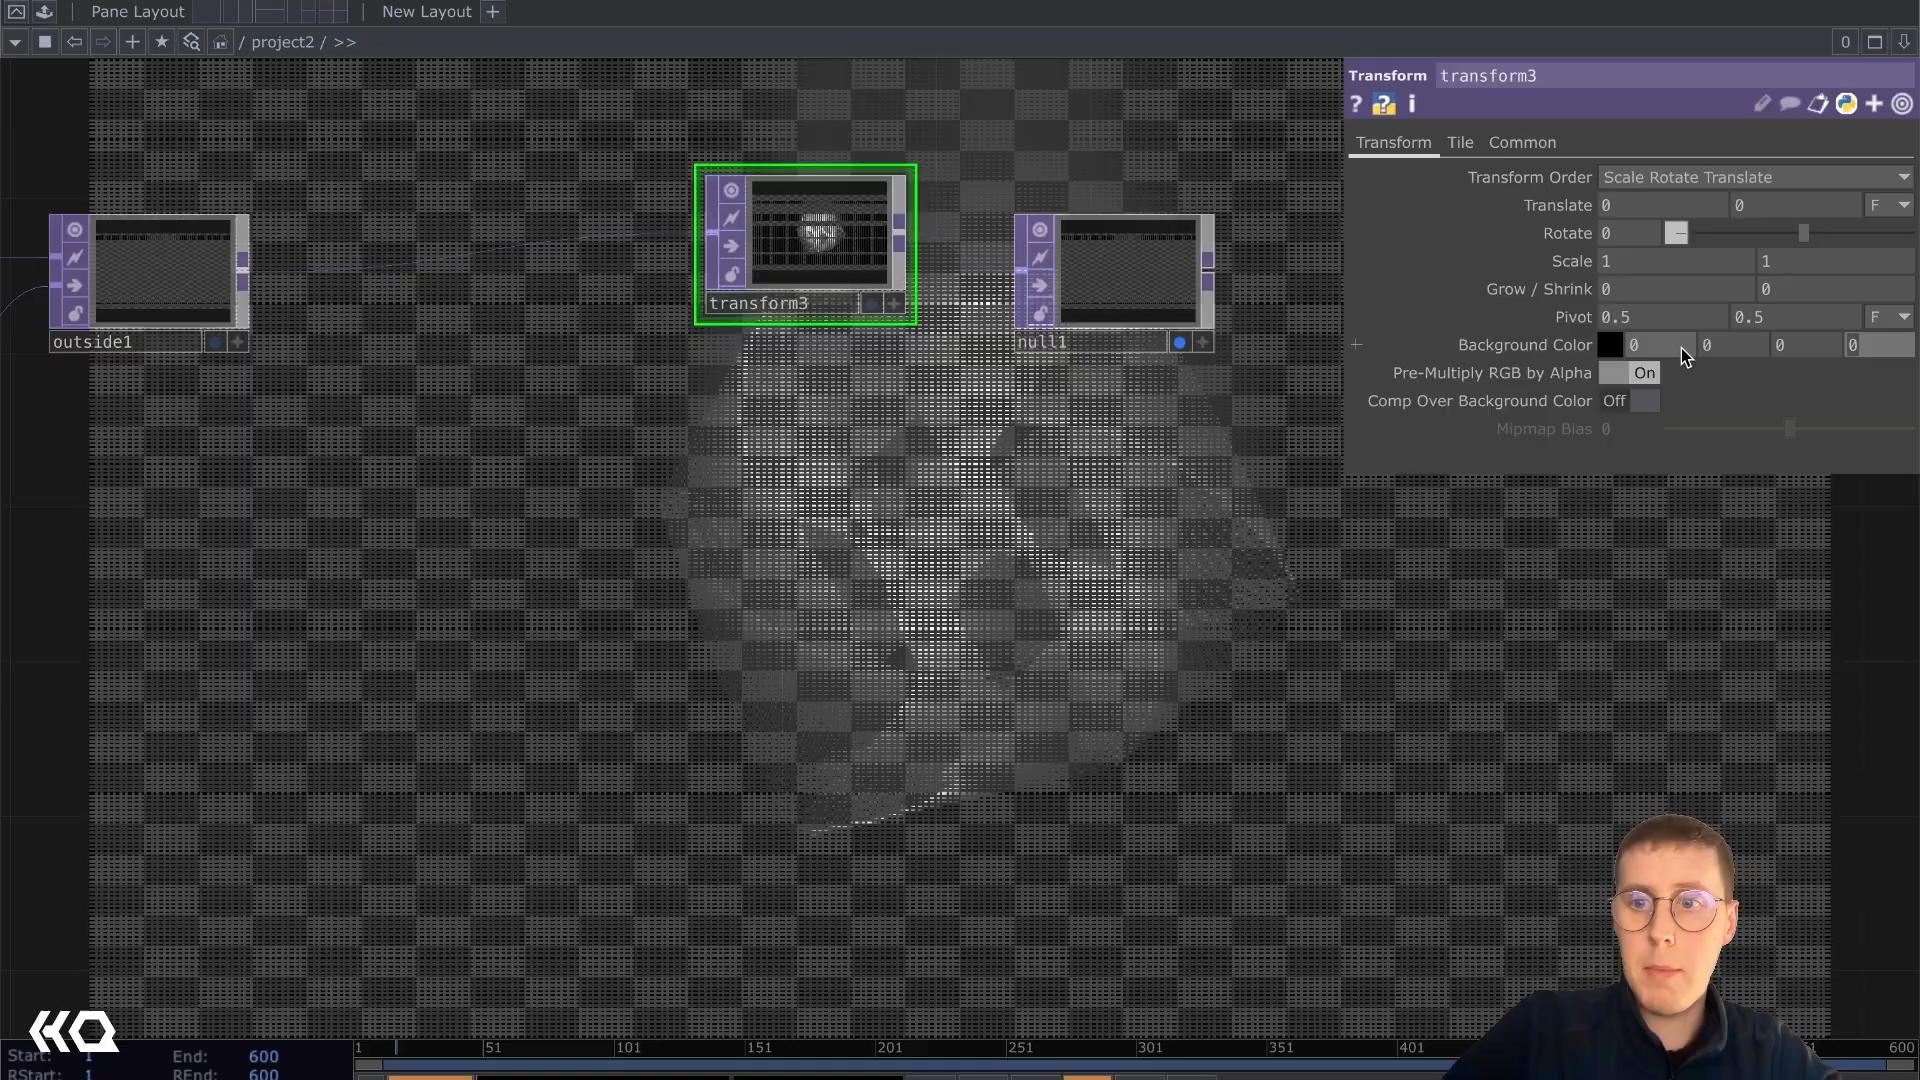 Pane Layout New Layout +
/ project2 / >> 0
Transform transform3
? ? i
Transform Tile Common
Transform Order Scale Rotate Translate
Translate 0 0 F
Rotate 0
Scale 1 1
Grow / Shrink 0 0
Pivot 0.5 0.5 F
Background Color 0 0 0 0
Pre-Multiply RGB by Alpha On
Comp Over Background Color Off
Mipmap Bias 0
transform3
outside1
null1
HQ
Start: 1 End: 600
RStart: 1 REnd: 600
1 51 101 151 201 251 301 351 401 600